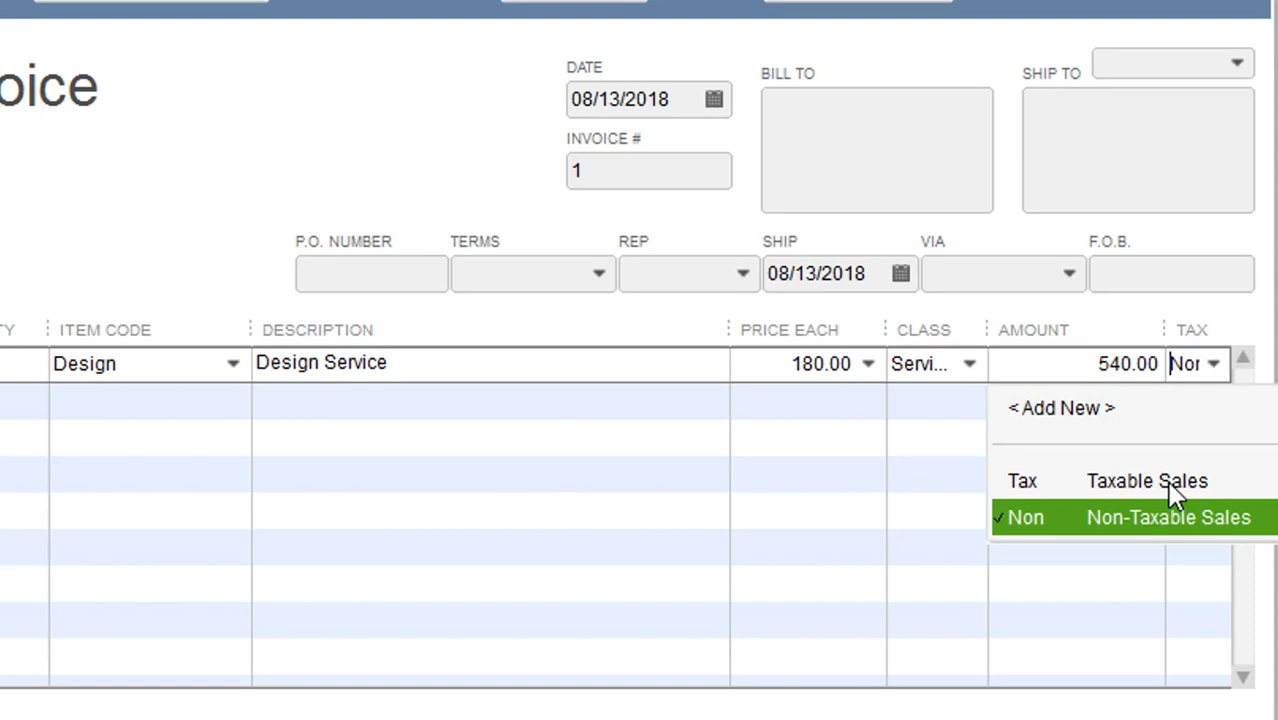 oice
DATE
08/13/2018
INVOICE #
1
BILL TO
SHIP TO
P.O. NUMBER TERMS REP SHIP VIA F.O.B.
08/13/2018
TY ITEM CODE DESCRIPTION PRICE EACH CLASS AMOUNT TAX
Design Design Service 180.00 Servi... 540.00 Nor
< Add New >
Tax Taxable Sales
✓ Non Non-Taxable Sales